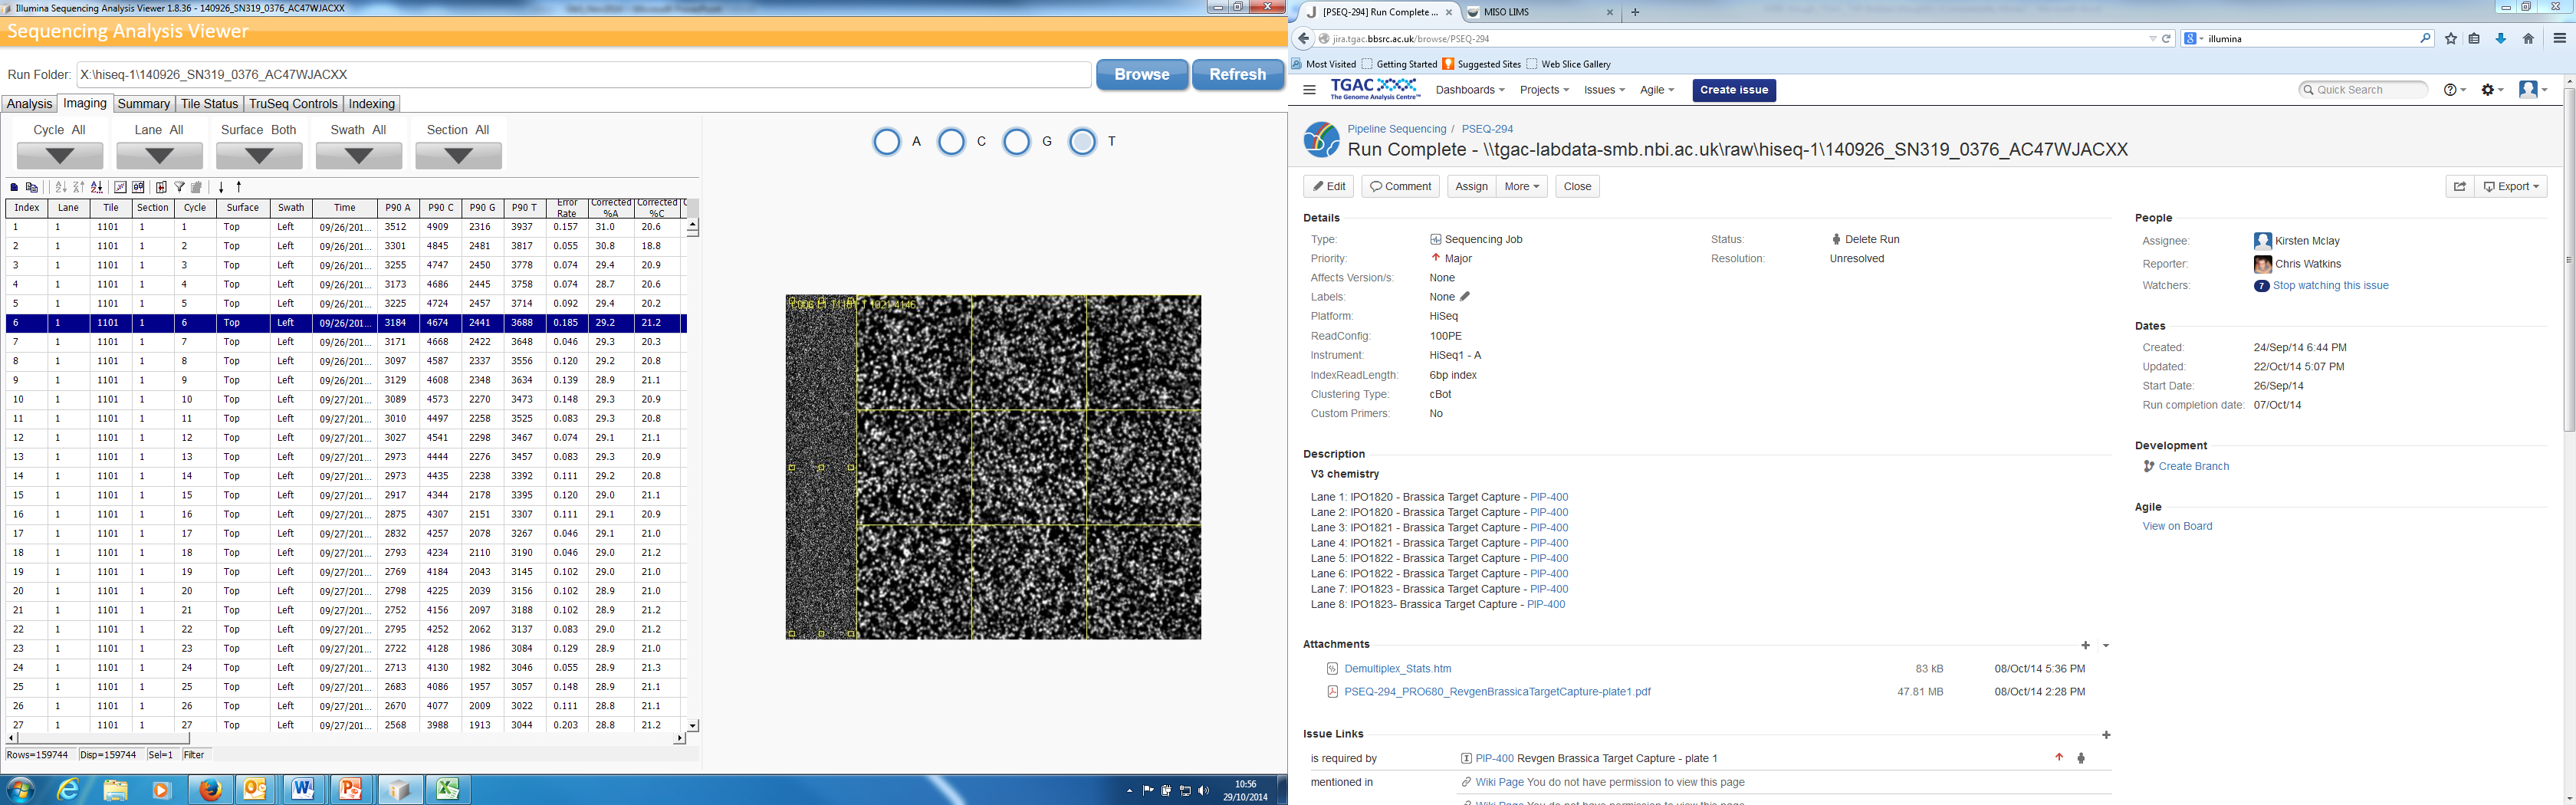 Illumina Sequencing Analysis Viewer 1.8.36 - 140926_SN319_0376_AC47WJACXX
Sequencing Analysis Viewer
Run Folder: X:\hiseq-1\140926_SN319_0376_AC47WJACXX Browse Refresh
Analysis Imaging Summary Tile Status TruSeq Controls Indexing
Cycle All Lane All Surface Both Swath All Section All
A C G T
Index Lane Tile Section Cycle Surface Swath Time P90 A P90 C P90 G P90 T Error Rate Corrected %A Corrected %C
1 1 1101 1 1 Top Left 09/26/201... 3512 4909 2316 3937 0.157 31.0 20.6
2 1 1101 1 2 Top Left 09/26/201... 3301 4845 2481 3817 0.055 30.8 18.8
3 1 1101 1 3 Top Left 09/26/201... 3255 4747 2450 3778 0.074 29.4 20.9
4 1 1101 1 4 Top Left 09/26/201... 3173 4686 2445 3758 0.074 28.7 20.6
5 1 1101 1 5 Top Left 09/26/201... 3225 4724 2457 3714 0.092 29.4 20.2
6 1 1101 1 6 Top Left 09/26/201... 3184 4674 2441 3688 0.185 29.2 21.2
7 1 1101 1 7 Top Left 09/26/201... 3171 4668 2422 3648 0.046 29.3 20.3
8 1 1101 1 8 Top Left 09/26/201... 3097 4587 2337 3556 0.120 29.2 20.8
9 1 1101 1 9 Top Left 09/26/201... 3129 4608 2348 3634 0.139 28.9 21.1
10 1 1101 1 10 Top Left 09/27/201... 3089 4573 2270 3473 0.148 29.3 20.9
11 1 1101 1 11 Top Left 09/27/201... 3010 4497 2258 3525 0.083 29.3 20.8
12 1 1101 1 12 Top Left 09/27/201... 3027 4541 2298 3467 0.074 29.1 21.1
13 1 1101 1 13 Top Left 09/27/201... 2973 4444 2276 3457 0.083 29.3 20.9
14 1 1101 1 14 Top Left 09/27/201... 2973 4435 2238 3392 0.111 29.2 20.8
15 1 1101 1 15 Top Left 09/27/201... 2917 4344 2178 3395 0.120 29.0 21.1
16 1 1101 1 16 Top Left 09/27/201... 2875 4307 2151 3307 0.111 29.1 20.9
17 1 1101 1 17 Top Left 09/27/201... 2832 4257 2078 3267 0.046 29.1 21.0
18 1 1101 1 18 Top Left 09/27/201... 2793 4234 2110 3190 0.046 29.0 21.2
19 1 1101 1 19 Top Left 09/27/201... 2769 4184 2043 3145 0.102 29.0 21.0
20 1 1101 1 20 Top Left 09/27/201... 2798 4225 2039 3156 0.102 28.9 21.0
21 1 1101 1 21 Top Left 09/27/201... 2752 4156 2097 3188 0.102 28.9 21.2
22 1 1101 1 22 Top Left 09/27/201... 2795 4252 2062 3137 0.083 29.0 21.2
23 1 1101 1 23 Top Left 09/27/201... 2722 4128 1986 3084 0.129 28.9 21.0
24 1 1101 1 24 Top Left 09/27/201... 2713 4130 1982 3046 0.055 28.9 21.3
25 1 1101 1 25 Top Left 09/27/201... 2683 4086 1957 3057 0.148 28.9 21.1
26 1 1101 1 26 Top Left 09/27/201... 2670 4077 2009 3022 0.111 28.8 21.1
27 1 1101 1 27 Top Left 09/27/201... 2568 3988 1913 3044 0.203 28.8 21.2
Rows=159744 Disp=159744 Sel=1 Filter
10:56
29/10/2014
[PSEQ-294] Run Complete ... MISO LIMS
jira.tgac.bbsrc.ac.uk/browse/PSEQ-294 illumina
Most Visited Getting Started Suggested Sites Web Slice Gallery
TGAC
The Genome Analysis Centre™
Dashboards Projects Issues Agile Create issue Quick Search
Pipeline Sequencing / PSEQ-294
Run Complete - \\tgac-labdata-smb.nbi.ac.uk\raw\hiseq-1\140926_SN319_0376_AC47WJACXX
Edit Comment Assign More Close Export
Details
Type: Sequencing Job Status: Delete Run
Priority: Major Resolution: Unresolved
Affects Version/s: None
Labels: None
Platform: HiSeq
ReadConfig: 100PE
Instrument: HiSeq1 - A
IndexReadLength: 6bp index
Clustering Type: cBot
Custom Primers: No
Description
V3 chemistry
Lane 1: IPO1820 - Brassica Target Capture - PIP-400
Lane 2: IPO1820 - Brassica Target Capture - PIP-400
Lane 3: IPO1821 - Brassica Target Capture - PIP-400
Lane 4: IPO1821 - Brassica Target Capture - PIP-400
Lane 5: IPO1822 - Brassica Target Capture - PIP-400
Lane 6: IPO1822 - Brassica Target Capture - PIP-400
Lane 7: IPO1823 - Brassica Target Capture - PIP-400
Lane 8: IPO1823- Brassica Target Capture - PIP-400
Attachments
Demultiplex_Stats.htm 83 kB 08/Oct/14 5:36 PM
PSEQ-294_PRO680_RevgenBrassicaTargetCapture-plate1.pdf 47.81 MB 08/Oct/14 2:28 PM
Issue Links
is required by PIP-400 Revgen Brassica Target Capture - plate 1
mentioned in Wiki Page You do not have permission to view this page
Wiki Page You do not have permission to view this page
People
Assignee: Kirsten Mclay
Reporter: Chris Watkins
Watchers: 7 Stop watching this issue
Dates
Created: 24/Sep/14 6:44 PM
Updated: 22/Oct/14 5:07 PM
Start Date: 26/Sep/14
Run completion date: 07/Oct/14
Development
Create Branch
Agile
View on Board